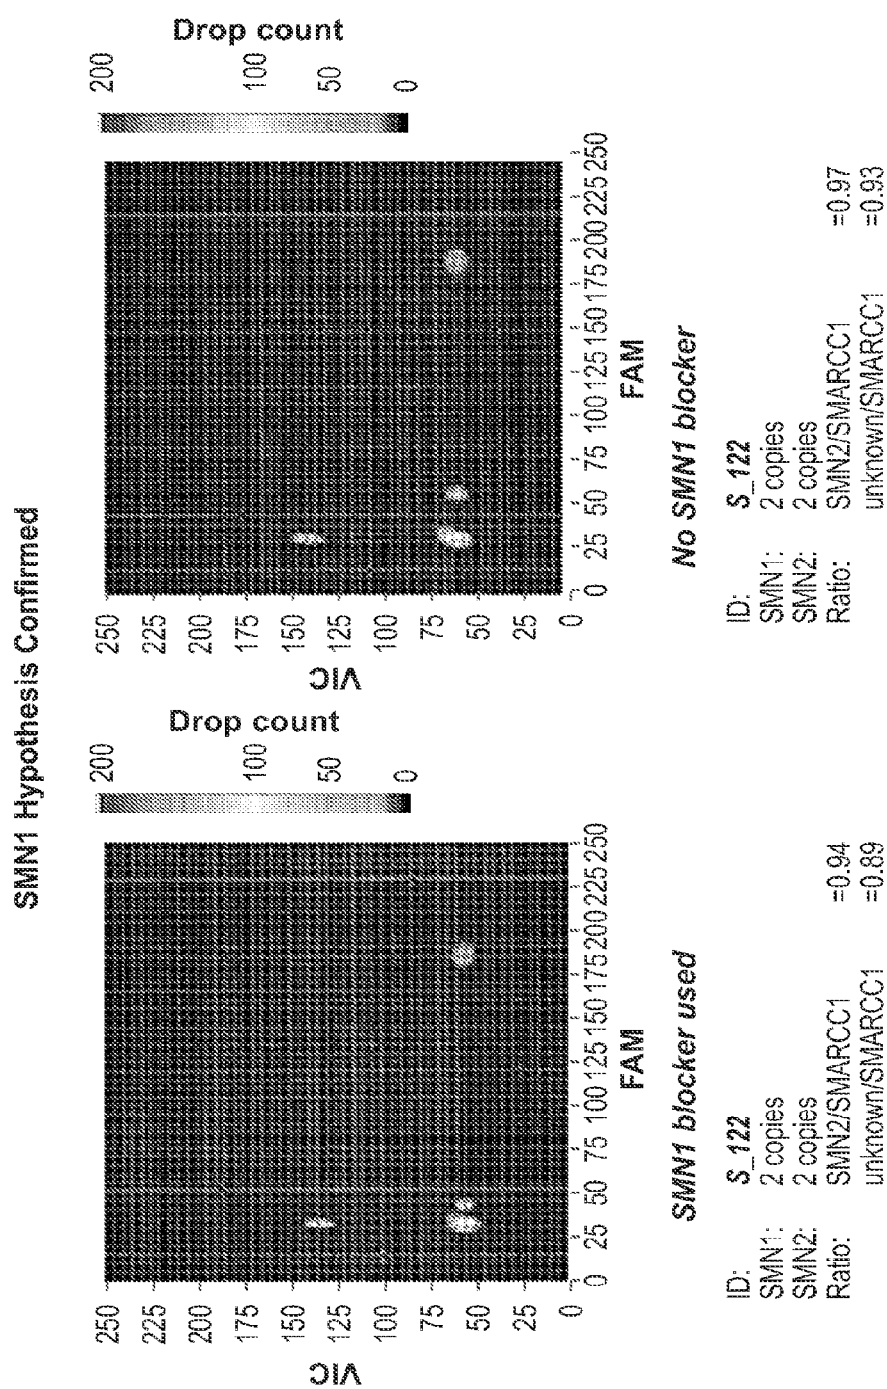 SMN1 Hypothesis Confirmed
Drop count
200
100
50
0
250
225
200
175
150
125
100
75
50
25
0
VIC
0 25 50 75 100 125 150 175 200 225 250
FAM
SMN1 blocker used
ID: S_122
SMN1: 2 copies
SMN2: 2 copies
Ratio: SMN2/SMARCC1 =0.94
unknown/SMARCC1 =0.89
Drop count
200
100
50
0
250
225
200
175
150
125
100
75
50
25
0
VIC
0 25 50 75 100 125 150 175 200 225 250
FAM
No SMN1 blocker
ID: S_122
SMN1: 2 copies
SMN2: 2 copies
Ratio: SMN2/SMARCC1 =0.97
unknown/SMARCC1 =0.93